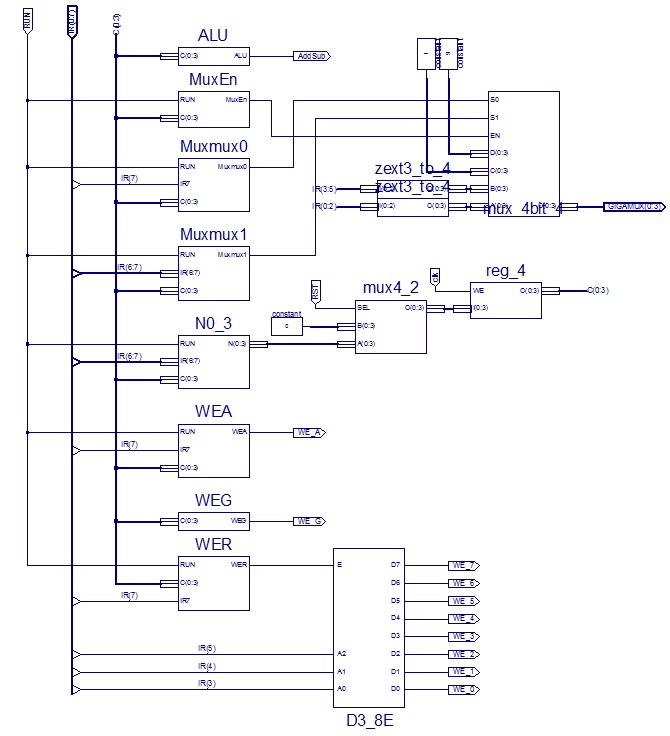 RUN
IR(0:7)
C(0:3)
ALU
C(0:3) ALU
AddSub
constant
constant
MuxEn
RUN MuxEn
C(0:3)
S0
S1
EN
D(0:3)
C(0:3)
B(0:3)
mux_4bit_4
GIGAMUX(0:3)
Muxmux0
RUN Muxmux0
IR(7)
IR7
C(0:3)
zext3_to_4
zext3_to_4
IR(3:5)
IR(0:2)
I(0:2) O(0:3)
Muxmux1
RUN Muxmux1
IR(6:7)
IR(6:7)
C(0:3)
RST
clk
mux4_2
SEL
B(0:3)
A(0:3)
O(0:3)
reg_4
WE O(0:3)
I(0:3)
C(0:3)
constant
N0_3
RUN
N(0:3)
IR(6:7)
IR(6:7)
C(0:3)
WEA
RUN WEA
WE_A
IR(7)
IR7
C(0:3)
WEG
C(0:3) WEG
WE_G
WER
RUN WER
C(0:3)
IR(7)
IR7
E D7 WE_7
D6 WE_6
D5 WE_5
D4 WE_4
D3 WE_3
IR(5) A2 D2 WE_2
IR(4) A1 D1 WE_1
IR(3) A0 D0 WE_0
D3_8E